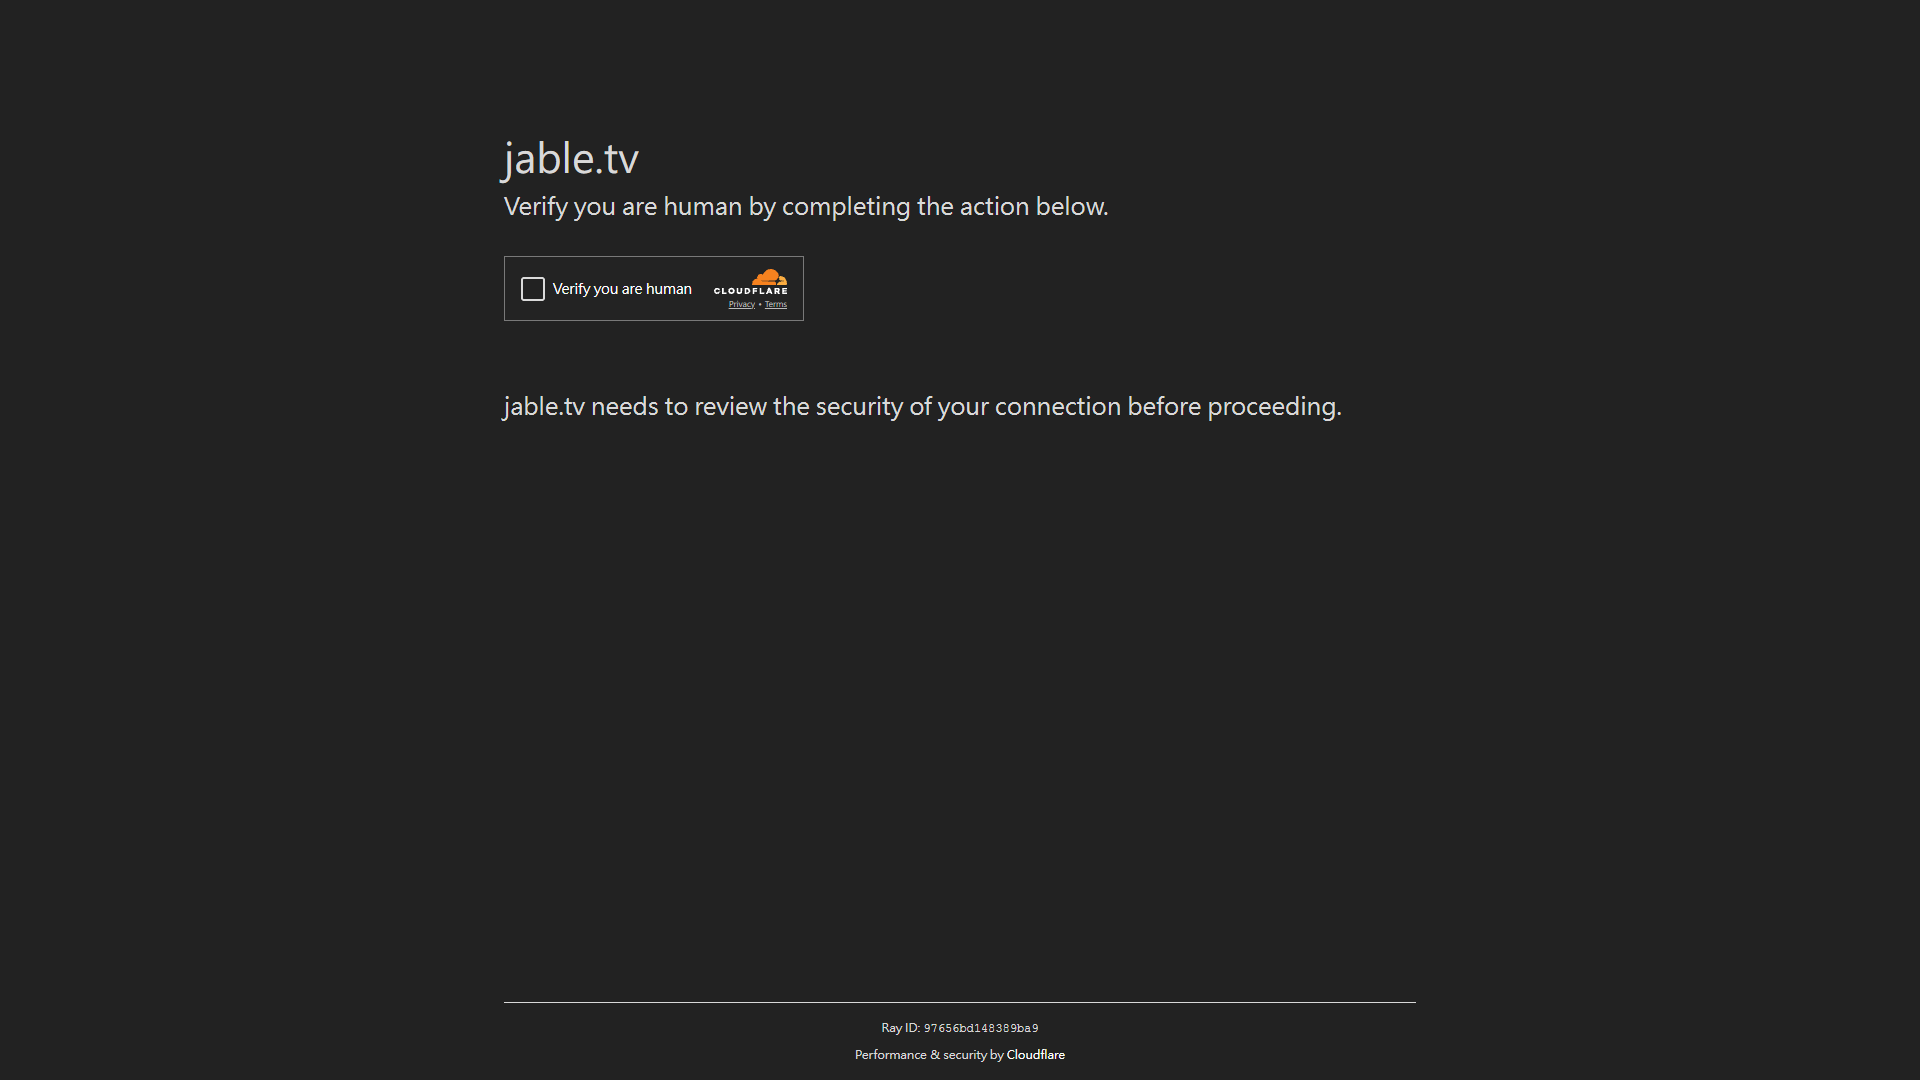 jable.tv
Verify you are human by completing the action below.
Verify you are human
CLOUDFLARE
Privacy • Terms
jable.tv needs to review the security of your connection before proceeding.
Ray ID: 97656bd148389ba9
Performance & security by Cloudflare